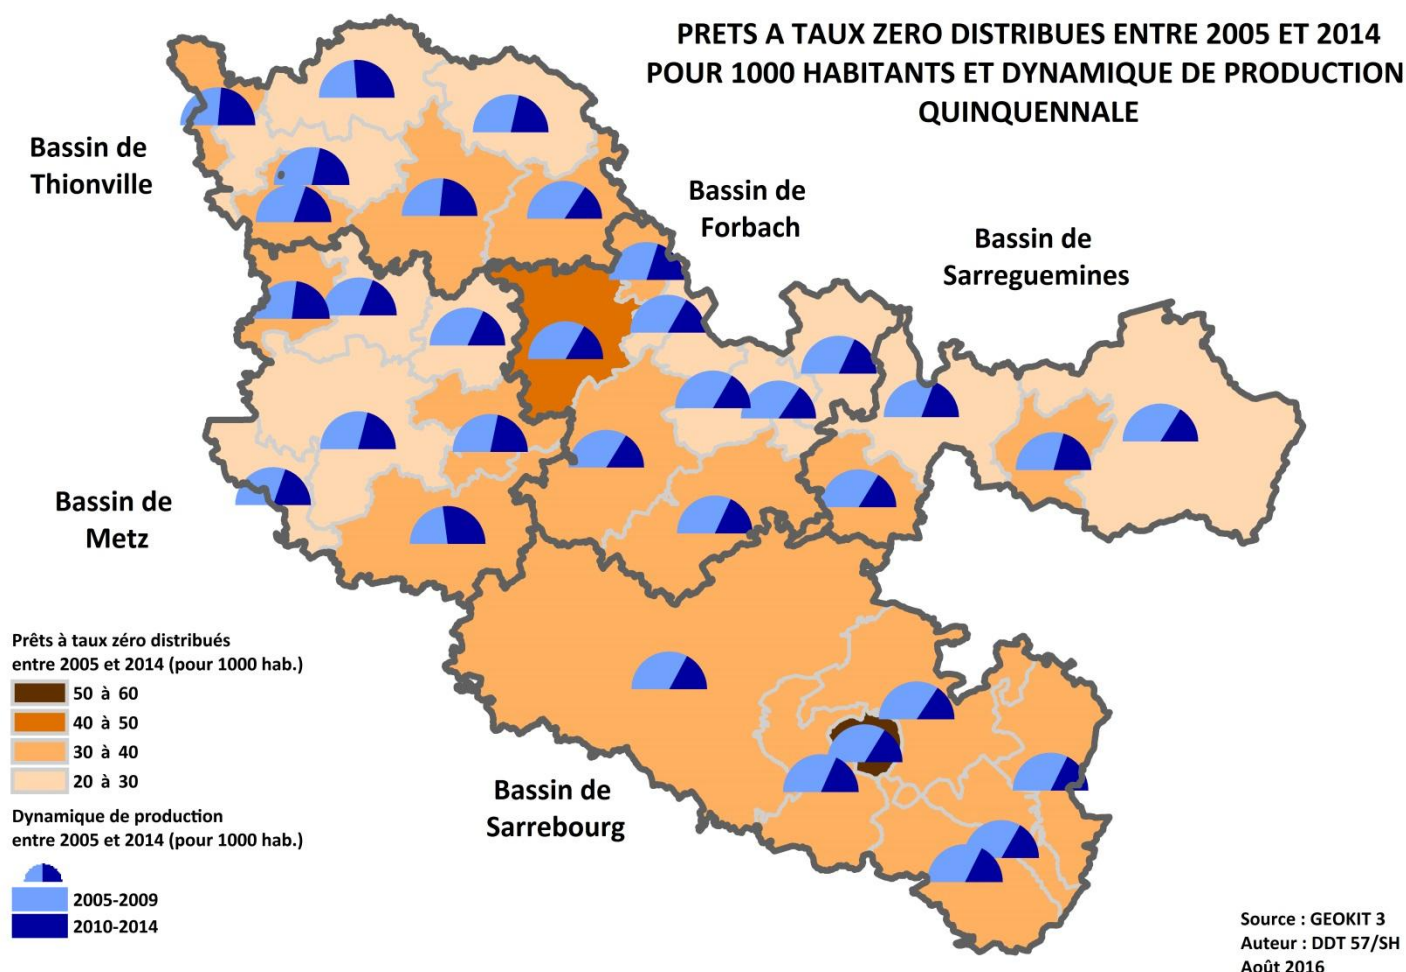 PRETS A TAUX ZERO DISTRIBUES ENTRE 2005 ET 2014
POUR 1000 HABITANTS ET DYNAMIQUE DE PRODUCTION
QUINQUENNALE
Bassin de
Thionville
Bassin de
Forbach
Bassin de
Sarreguemines
Bassin de
Metz
Bassin de
Sarrebourg
Prêts à taux zéro distribués
entre 2005 et 2014 (pour 1000 hab.)
50 à 60
40 à 50
30 à 40
20 à 30
Dynamique de production
entre 2005 et 2014 (pour 1000 hab.)
2005-2009
2010-2014
Source : GEOKIT 3
Auteur : DDT 57/SH
Août 2016